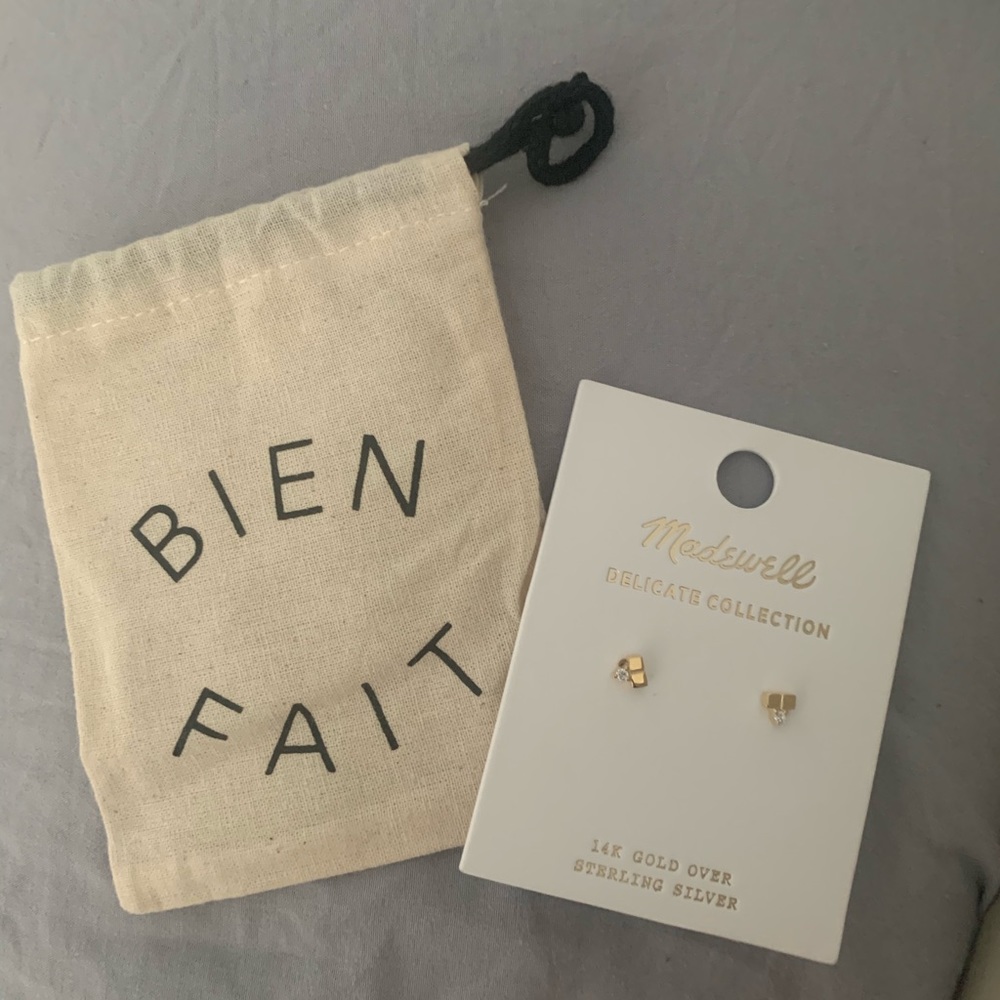 BIEN
FAIT
Madewell
DELICATE COLLECTION
14K GOLD OVER
STERLING SILVER